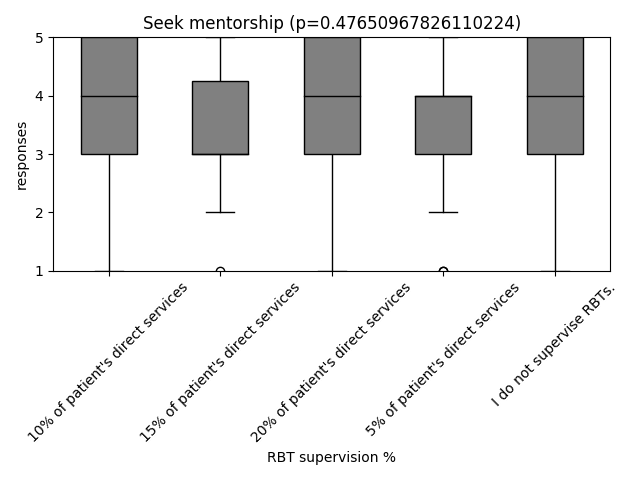 Seek mentorship (p=0.47650967826110224)
responses
5
4
3
2
1
10% of patient's direct services
15% of patient's direct services
20% of patient's direct services
5% of patient's direct services
I do not supervise RBTs.
RBT supervision %